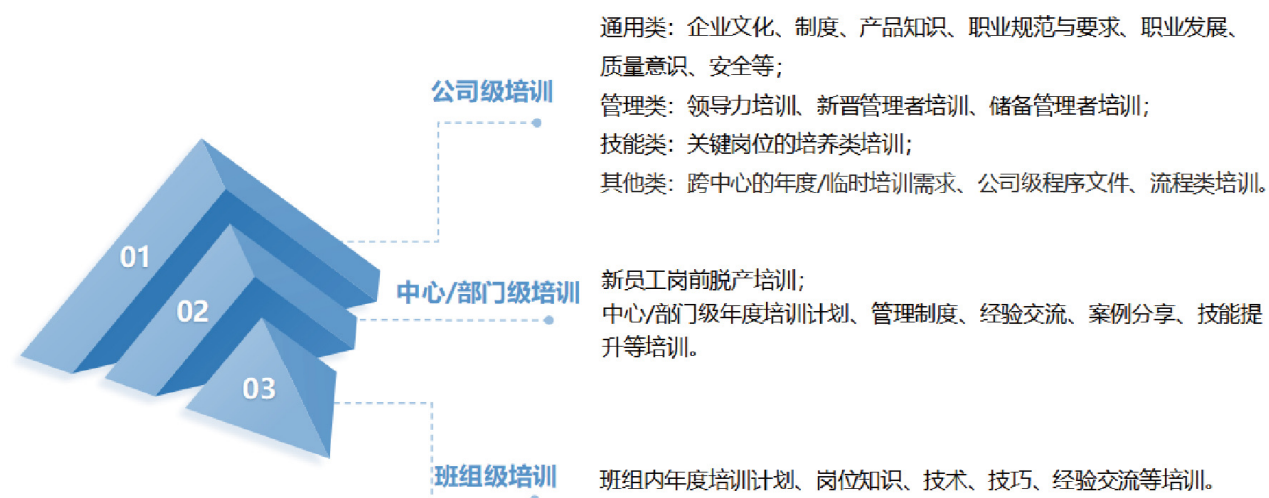 通用类：企业文化、制度、产品知识、职业规范与要求、职业发展、
质量意识、安全等；
公司级培训
管理类：领导力培训、新晋管理者培训、储备管理者培训；
技能类：关键岗位的培养类培训；
其他类：跨中心的年度/临时培训需求、公司级程序文件、流程类培训。
01
中心/部门级培训
新员工岗前脱产培训；
02
中心/部门级年度培训计划、管理制度、经验交流、案例分享、技能提
升等培训。
03
班组级培训
班组内年度培训计划、岗位知识、技术、技巧、经验交流等培训。